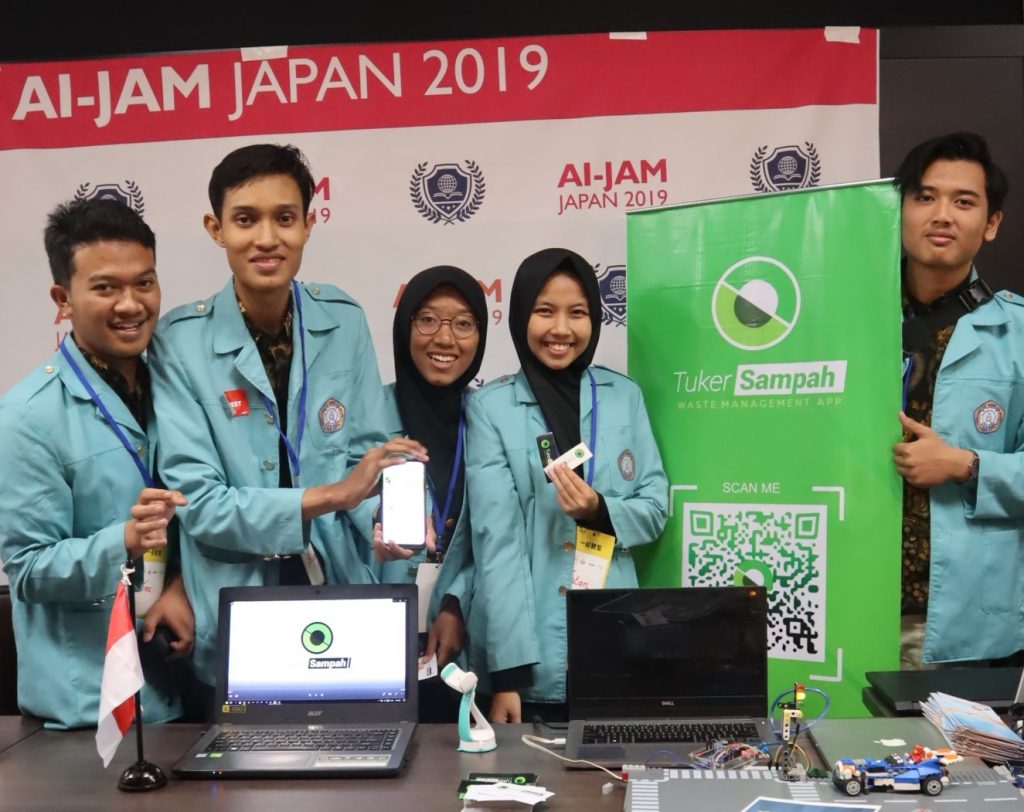 AI-JAM JAPAN 2019
AI-JAM
JAPAN 2019
Tuker Sampah
WASTE MANAGEMENT APP
SCAN ME
Sampah
acer
DELL